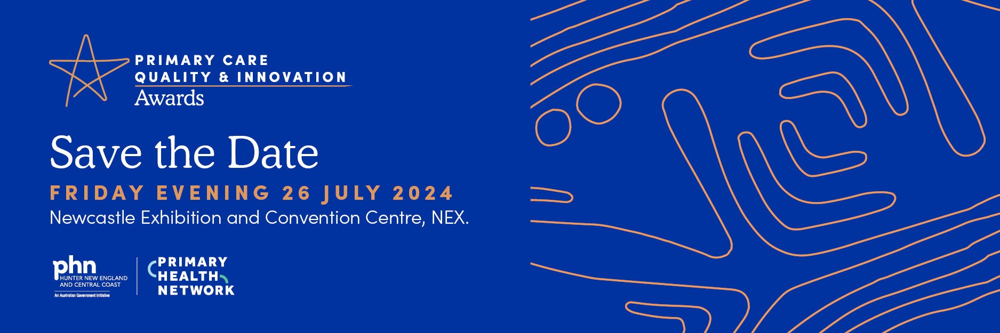 PRIMARY CARE
QUALITY & INNOVATION
Awards
Save the Date
FRIDAY EVENING 26 JULY 2024
Newcastle Exhibition and Convention Centre, NEX.
phn
HUNTER NEW ENGLAND
AND CENTRAL COAST
An Australian Government Initiative
PRIMARY
HEALTH
NETWORK